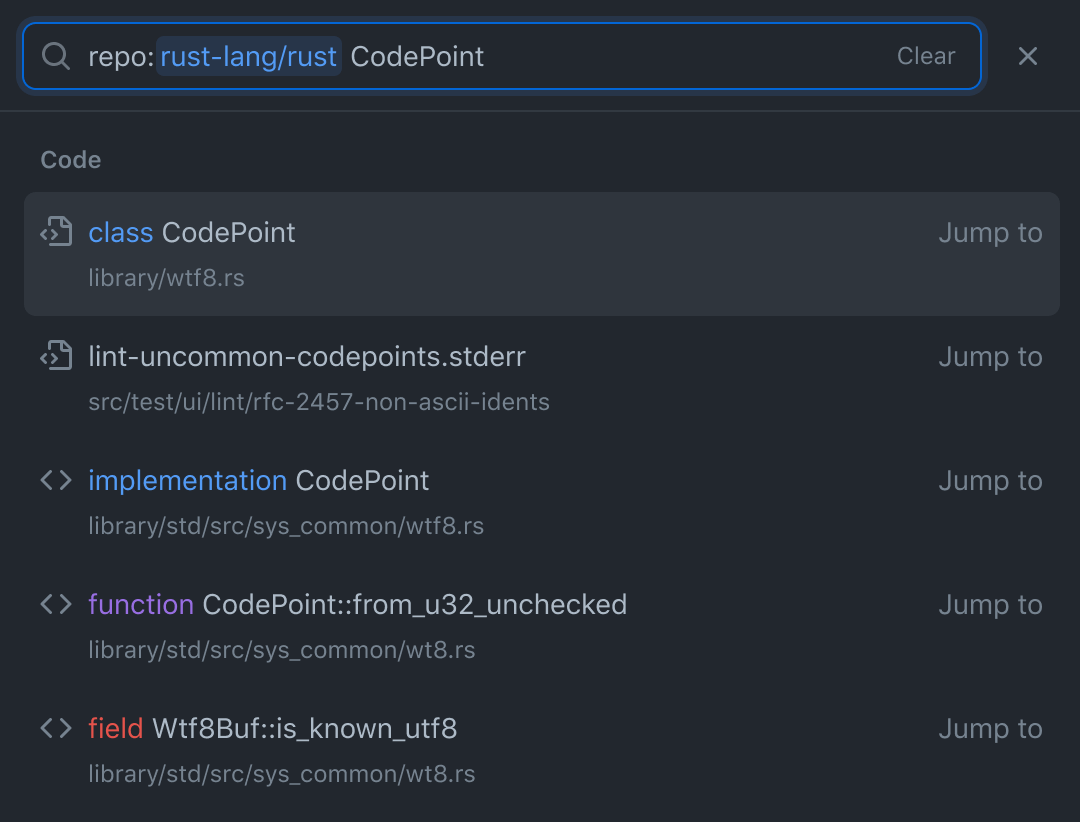 repo:rust-lang/rust CodePoint Clear
Code
class CodePoint Jump to
library/wtf8.rs
lint-uncommon-codepoints.stderr Jump to
src/test/ui/lint/rfc-2457-non-ascii-idents
implementation CodePoint Jump to
library/std/src/sys_common/wtf8.rs
function CodePoint::from_u32_unchecked Jump to
library/std/src/sys_common/wt8.rs
field Wtf8Buf::is_known_utf8 Jump to
library/std/src/sys_common/wt8.rs